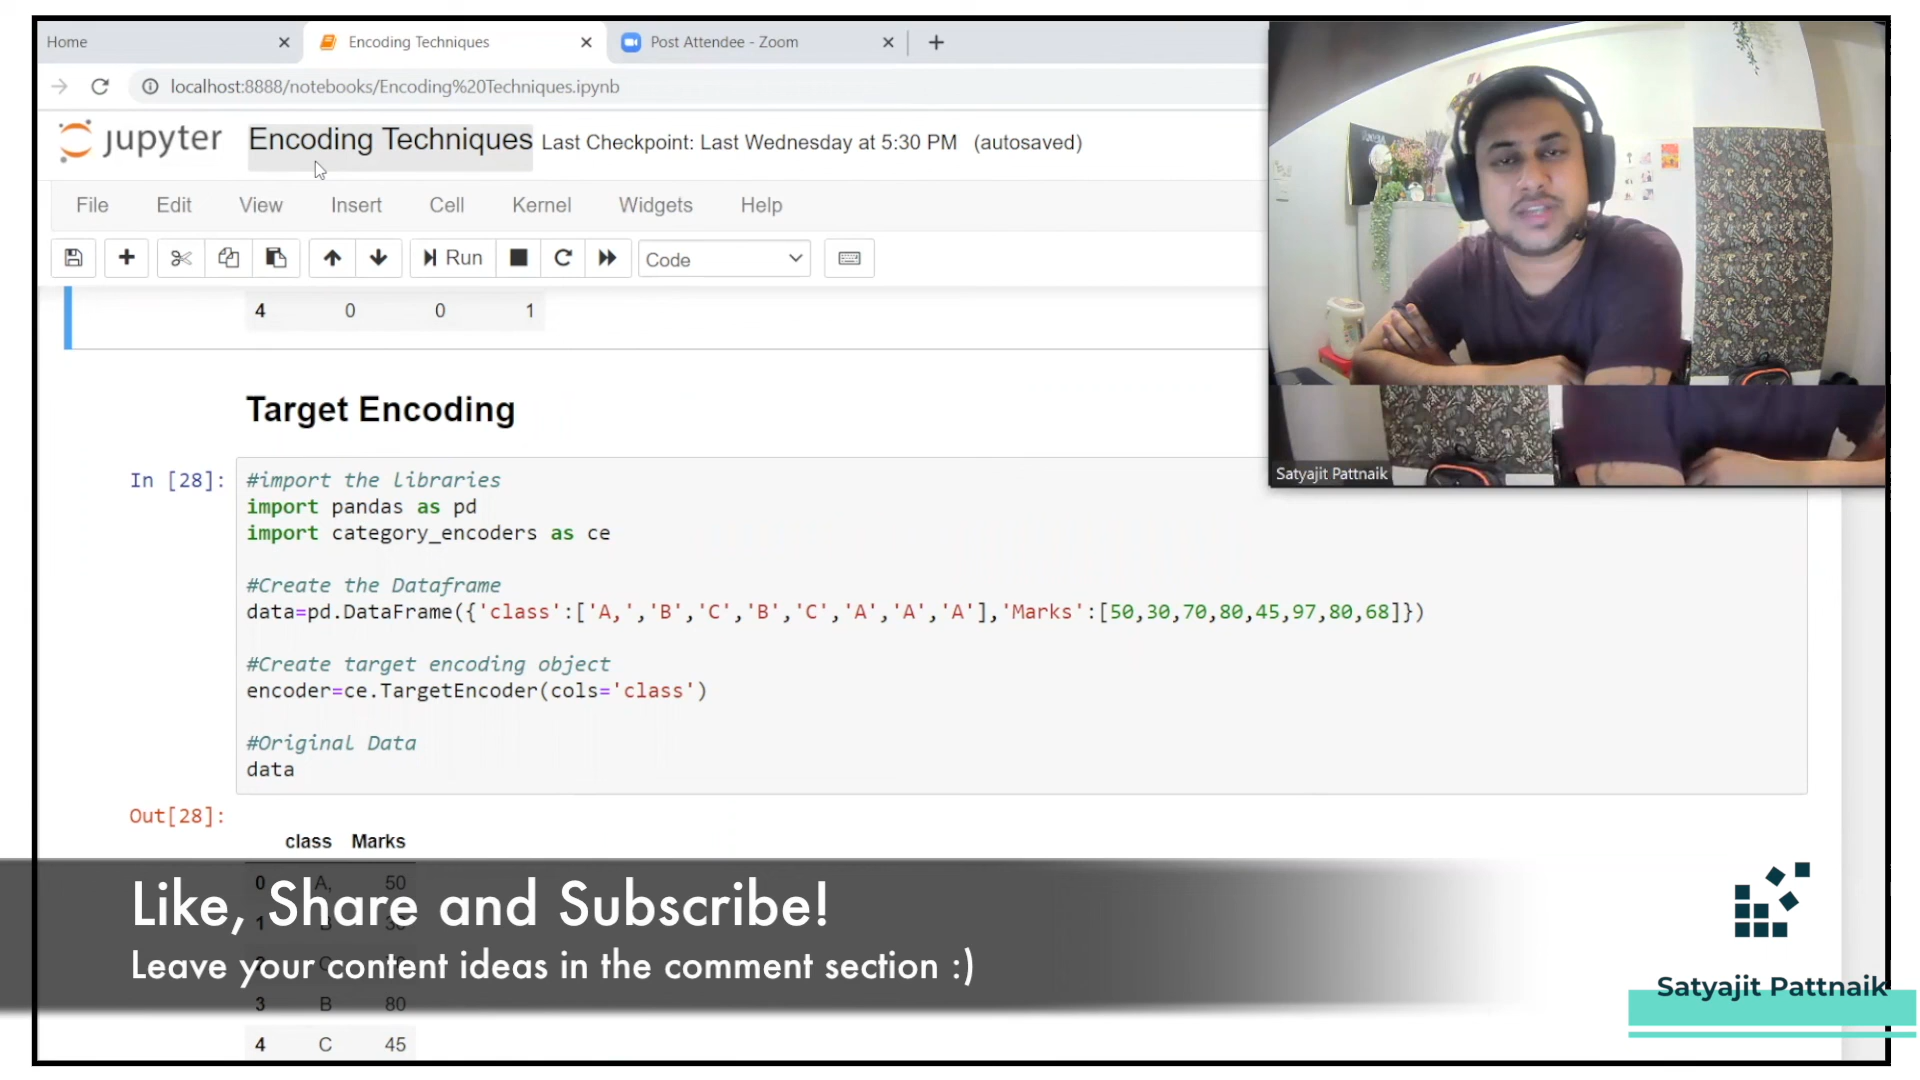 Home
Encoding Techniques
Post Attendee - Zoom
localhost:8888/notebooks/Encoding%20Techniques.ipynb
jupyter Encoding Techniques Last Checkpoint: Last Wednesday at 5:30 PM (autosaved)
File Edit View Insert Cell Kernel Widgets Help
Run Code
4 0 0 1
Satyajit Pattnaik
Target Encoding
In [28]: #import the libraries
import pandas as pd
import category_encoders as ce
#Create the Dataframe
data=pd.DataFrame({'class':['A,','B','C','B','C','A','A','A'],'Marks':[50,30,70,80,45,97,80,68]})
#Create target encoding object
encoder=ce.TargetEncoder(cols='class')
#Original Data
data
Out[28]:
class Marks
0 A, 50
Like, Share and Subscribe!
1 B 30
Leave your content ideas in the comment section :)
3 B 80
4 C 45
Satyajit Pattnaik